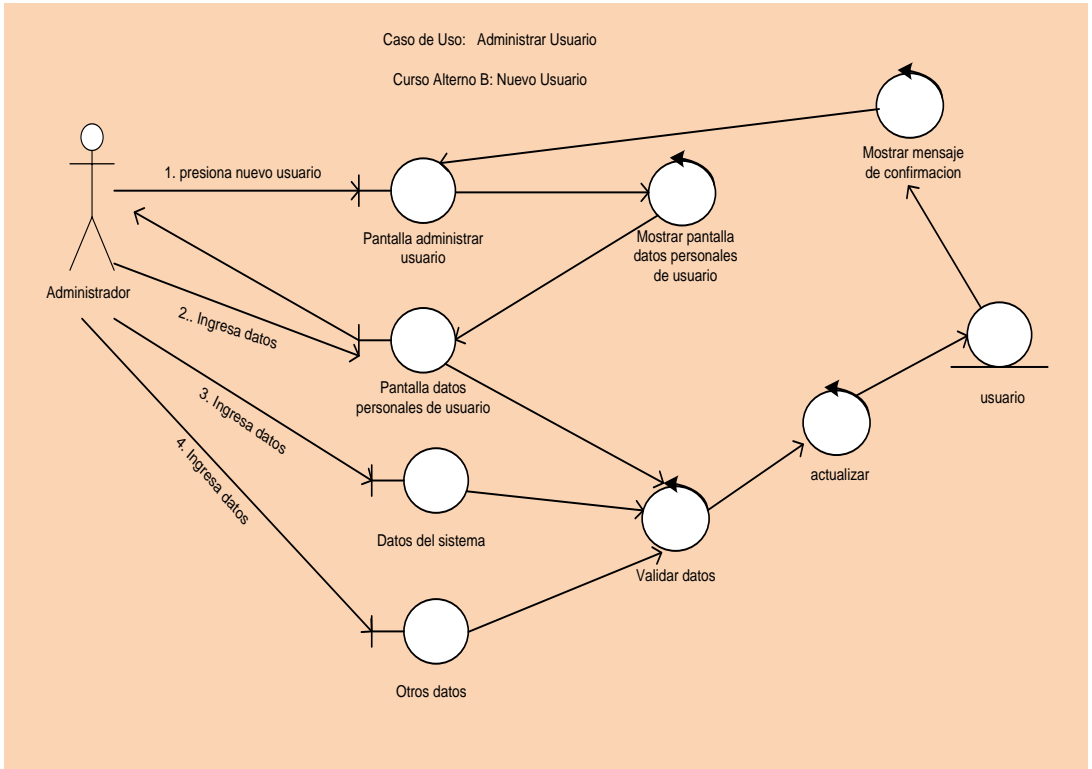 Caso de Uso: Administrar Usuario
Curso Alterno B: Nuevo Usuario
Mostrar mensaje
de confirmacion
1. presiona nuevo usuario
Pantalla administrar
usuario
Mostrar pantalla
datos personales
de usuario
Administrador
2.. Ingresa datos
Pantalla datos
personales de usuario
usuario
3. Ingresa datos
4. Ingresa datos
actualizar
Datos del sistema
Validar datos
Otros datos